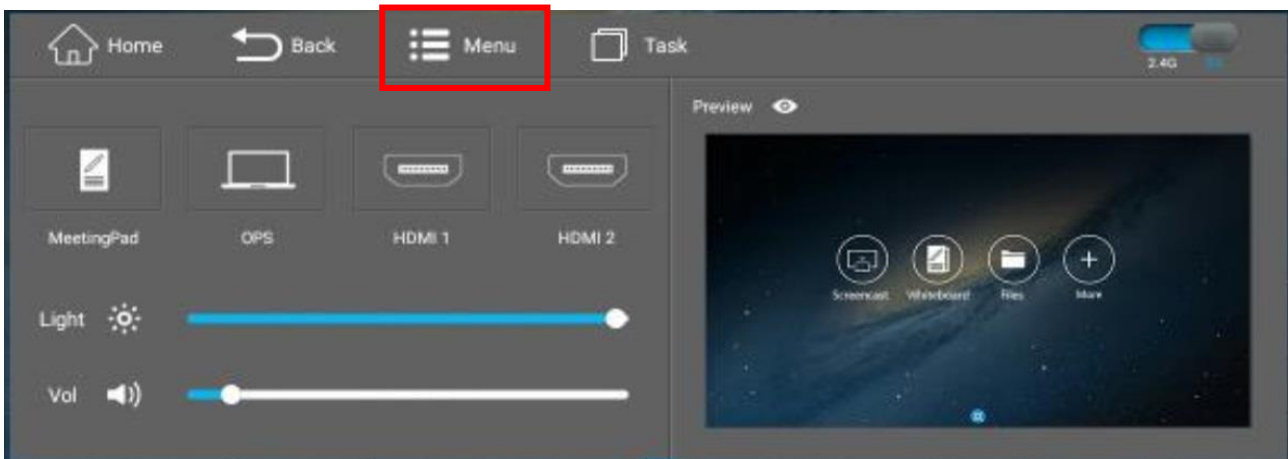 Home
Back
Menu
Task
2.4G
MeetingPad
OPS
HDMI 1
HDMI 2
Light
Vol
Preview
Screencast
Whiteboard
Files
More